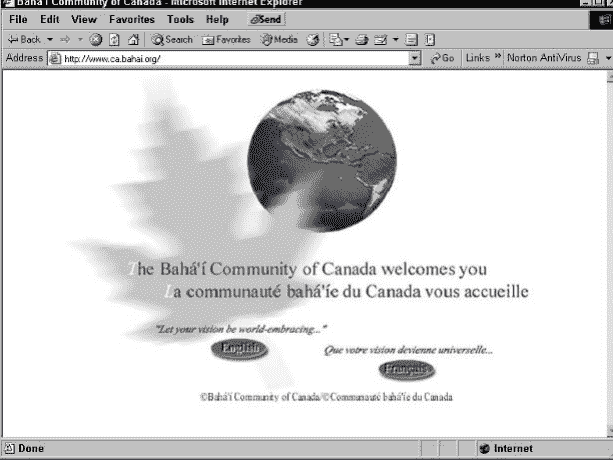 Bahá'í Community of Canada - Microsoft Internet Explorer
File Edit View Favorites Tools Help Send
Back Search Favorites Media
Address http://www.ca.bahai.org/ Go Links » Norton AntiVirus
The Bahá'í Community of Canada welcomes you
La communauté bahá'íe du Canada vous accueille
"Let your vision be world-embracing..."
English
Que votre vision devienne universelle...
Français
©Bahá'í Community of Canada/©Communauté bahá'íe du Canada
Done Internet